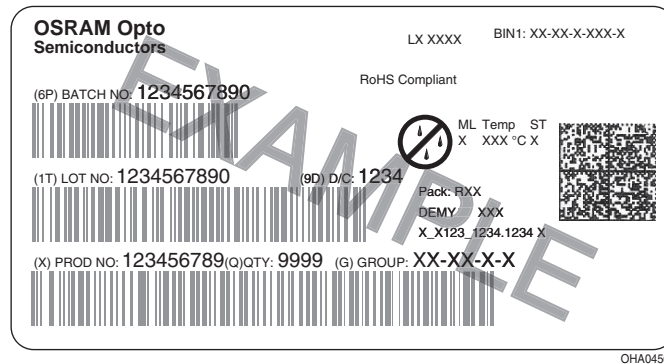 OSRAM Opto
Semiconductors
LX XXXX
BIN1: XX-XX-X-XXX-X
RoHS Compliant
(6P) BATCH NO: 1234567890
ML Temp ST
X XXX °C X
(1T) LOT NO: 1234567890
(9D) D/C: 1234
Pack: RXX
DEMY XXX
X_X123_1234.1234 X
(X) PROD NO: 123456789(Q)QTY: 9999
(G) GROUP: XX-XX-X-X
EXAMPLE